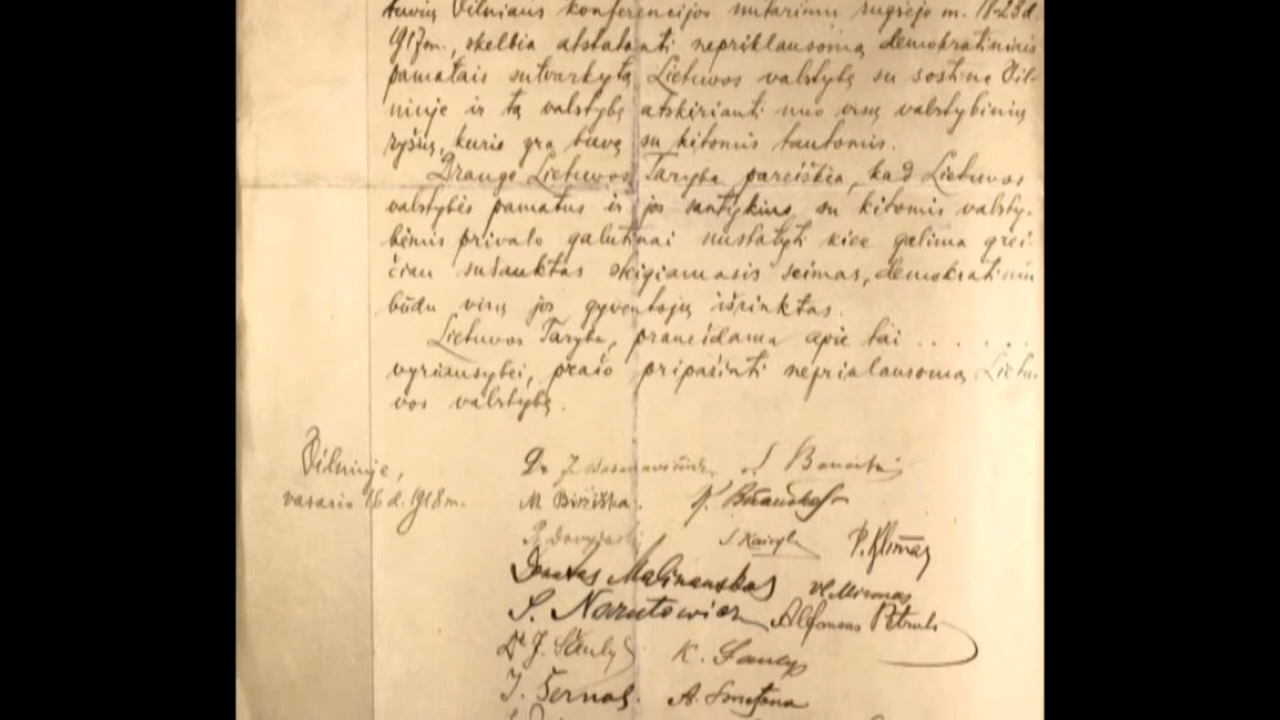 tuvių Vilniaus konferencijos nutarimu rugsėjo m. 18-23 d.
1917 m., skelbia atstatanti nepriklausomą demokratiniais
pamatais sutvarkytą Lietuvos valstybę su sostine Vil-
niuje ir tą valstybę atskirianti nuo visų valstybinių
ryšių, kurie yra buvę su kitomis tautomis.
Drauge Lietuvos Taryba pareiškia, kad Lietuvos
valstybės pamatus ir jos santykius su kitomis valsty-
bėmis privalo galutinai nustatyti kiek galima grei-
čiau sušauktas steigiamasis seimas, demokratiniu
būdu visų jos gyventojų išrinktas.
Lietuvos Taryba, pranešdama apie tai . . . . . .
vyriausybei, prašo pripažinti nepriklausomą Lietu-
vos valstybę.
Vilniuje,
vasario 16 d. 1918 m.
Dr J. Basanavičius S. Banaitis
M. Biržiška. K. Bizauskas
P. Dovydaitis S. Kairys P. Klimas
Donatas Malinauskas Vl. Mironas
S. Narutowicz Alfonsas Petrulis
Dr J. Šaulys K. Šaulys
J. Šernas. A. Smetona